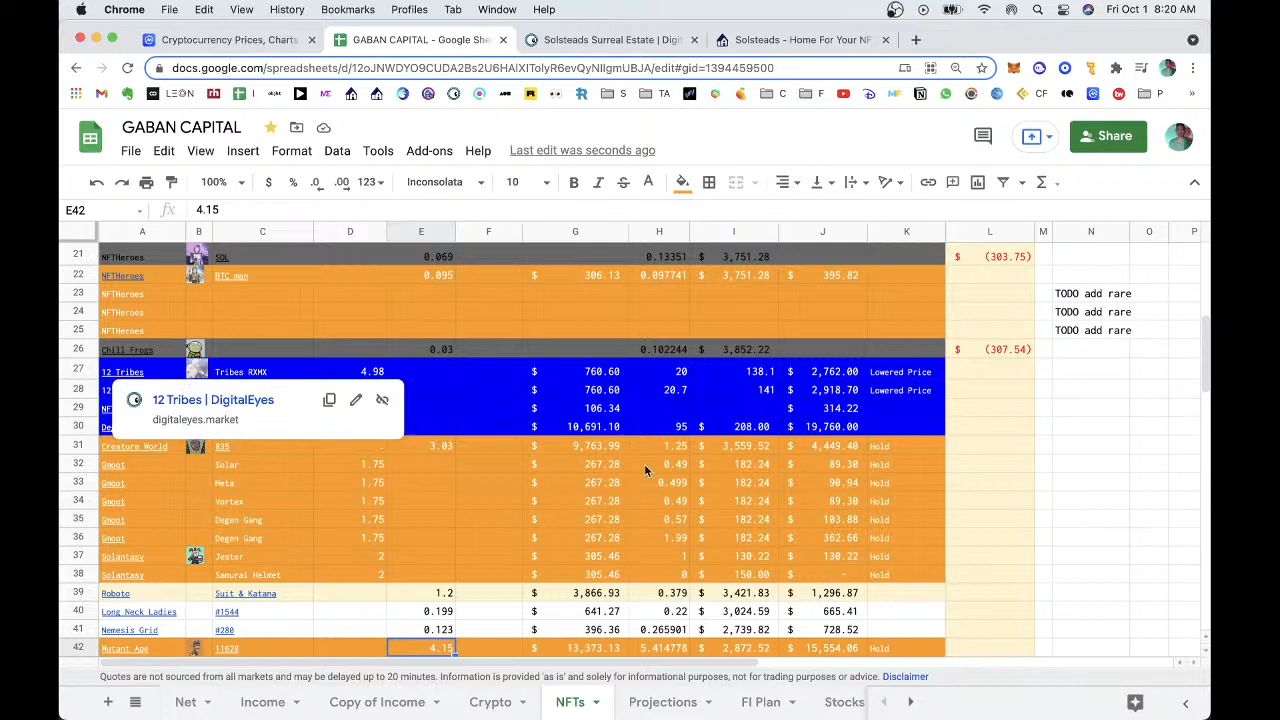 Chrome File Edit View History Bookmarks Profiles Tab Window Help Fri Oct 1 8:20 AM
Cryptocurrency Prices, Charts GABAN CAPITAL - Google She Solsteads Surreal Estate | Digit Solsteads - Home For Your NF
docs.google.com/spreadsheets/d/12oJNWDYO9CUDA2Bs2U6HAIXITolyR6evQyNIlgmUBJA/edit#gid=1394459500
LE=ON I S TA C F CF P »
GABAN CAPITAL
Share
File Edit View Insert Format Data Tools Add-ons Help Last edit was seconds ago
100% $ % .0 .00 123 Inconsolata 10 B I S A
E42 fx 4.15
A B C D E F G H I J K L M N O P
21 NFTHeroes SOL 0.069 0.13351 $ 3,751.28 $ (303.75)
22 NFTHeroes BTC man 0.095 $ 306.13 0.097741 $ 3,751.28 $ 395.82
23 NFTHeroes TODO add rare
24 NFTHeroes TODO add rare
25 NFTHeroes TODO add rare
26 Chill Frogs 0.03 0.102244 $ 3,852.22 $ (307.54)
27 12 Tribes Tribes RXMX 4.98 $ 760.60 20 138.1 $ 2,762.00 Lowered Price
28 12 $ 760.60 20.7 141 $ 2,918.70 Lowered Price
29 NF $ 106.34 $ 314.22
30 De $ 10,691.10 95 $ 208.00 $ 19,760.00
12 Tribes | DigitalEyes
digitaleyes.market
31 Creature World 835 3.03 $ 9,763.99 1.25 $ 3,559.52 $ 4,449.40 Hold
32 Gmoot Solar 1.75 $ 267.28 0.49 $ 182.24 $ 89.30 Hold
33 Gmoot Meta 1.75 $ 267.28 0.499 $ 182.24 $ 90.94 Hold
34 Gmoot Vortex 1.75 $ 267.28 0.49 $ 182.24 $ 89.30 Hold
35 Gmoot Degen Gang 1.75 $ 267.28 0.57 $ 182.24 $ 103.88 Hold
36 Gmoot Degen Gang 1.75 $ 267.28 1.99 $ 182.24 $ 362.66 Hold
37 Solantasy Jester 2 $ 305.46 1 $ 130.22 $ 130.22 Hold
38 Solantasy Samurai Helmet 2 $ 305.46 0 $ 150.00 $ - Hold
39 Roboto Suit & Katana 1.2 $ 3,866.93 0.379 $ 3,421.83 $ 1,296.87
40 Long Neck Ladies #1544 0.199 $ 641.27 0.22 $ 3,024.59 $ 665.41
41 Nemesis Grid #280 0.123 $ 396.36 0.265901 $ 2,739.82 $ 728.52
42 Mutant Ape 11628 4.15 $ 13,373.13 5.414778 $ 2,872.52 $ 15,554.06 Hold
Quotes are not sourced from all markets and may be delayed up to 20 minutes. Information is provided 'as is' and solely for informational purposes, not for trading purposes or advice. Disclaimer
Net Income Copy of Income Crypto NFTs Projections FI Plan Stocks